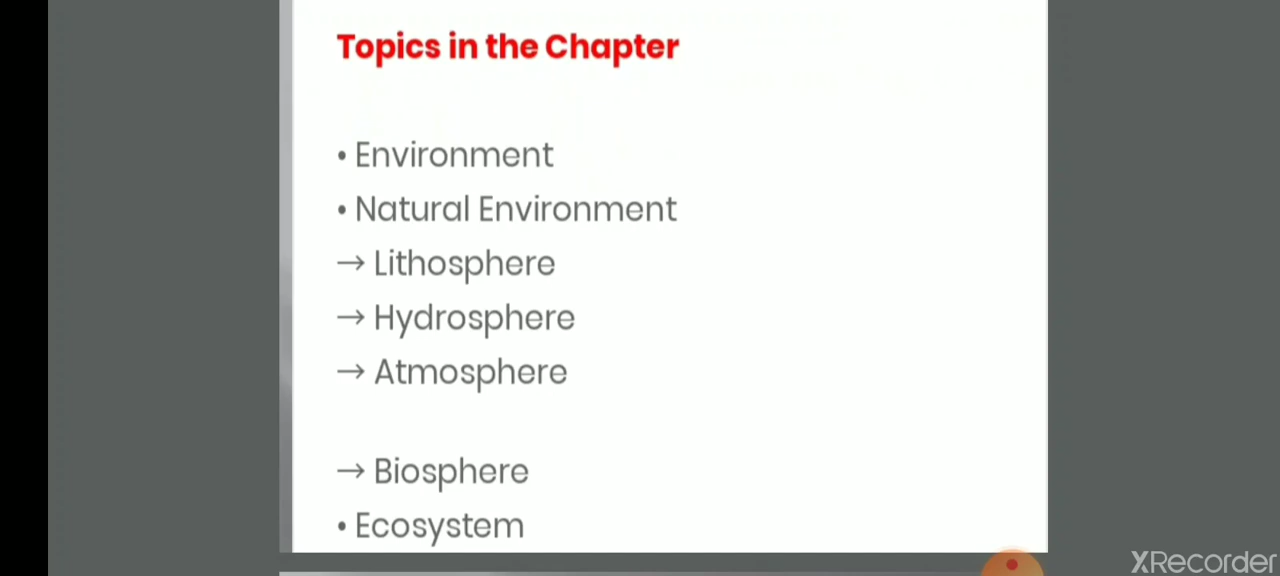 Topics in the Chapter
• Environment
• Natural Environment
→ Lithosphere
→ Hydrosphere
→ Atmosphere
→ Biosphere
• Ecosystem
XRecorder